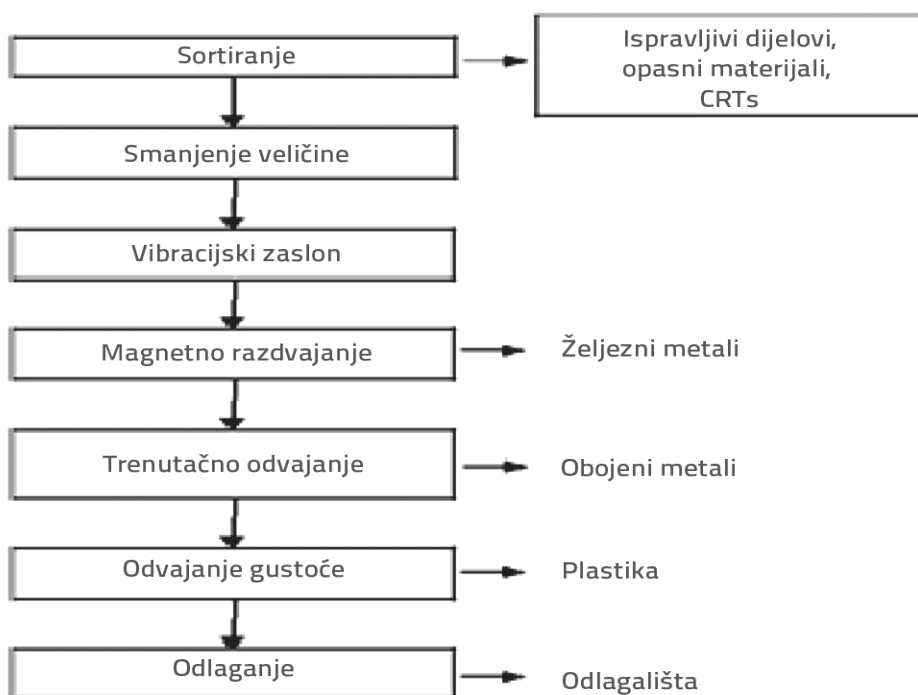 Sortiranje
Ispravljivi dijelovi,
opasni materijali,
CRTs
Smanjenje veličine
Vibracijski zaslon
Magnetno razdvajanje
Željezni metali
Trenutačno odvajanje
Obojeni metali
Odvajanje gustoće
Plastika
Odlaganje
Odlagališta